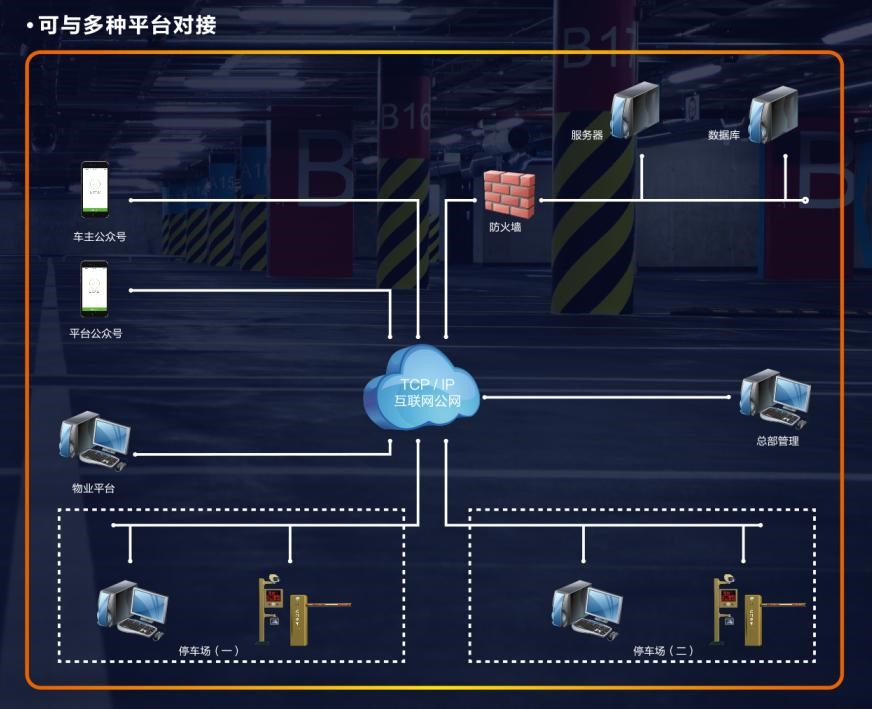 • 可与多种平台对接
B17
B16
B
服务器
数据库
车主公众号
防火墙
平台公众号
TCP / IP
互联网公网
总部管理
物业平台
停车场（一）
停车场（二）